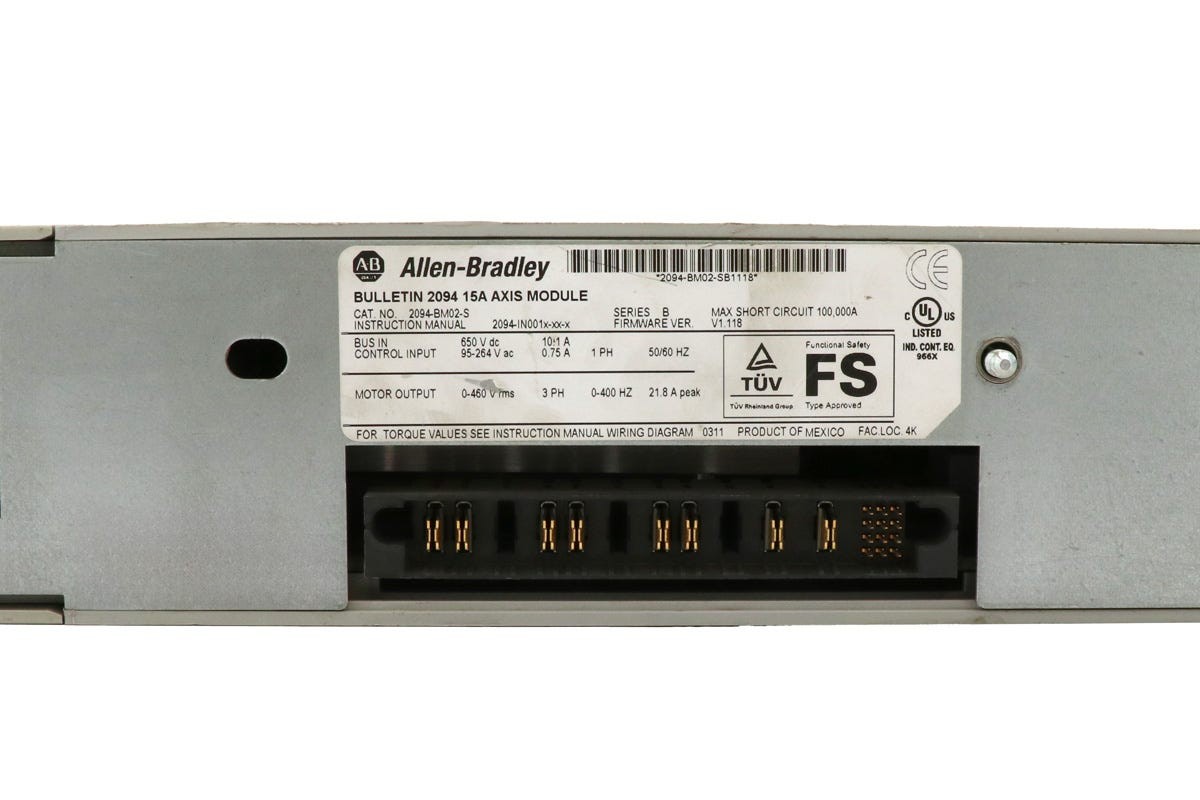 A·B
Allen-Bradley
*2094-BM02-SB1118*
BULLETIN 2094 15A AXIS MODULE
CAT. NO. 2094-BM02-S SERIES B MAX SHORT CIRCUIT 100,000A
INSTRUCTION MANUAL 2094-IN001x-xx-x FIRMWARE VER. V1.118
BUS IN 650 V dc 10.1 A
CONTROL INPUT 95-264 V ac 0.75 A 1 PH 50/60 HZ
MOTOR OUTPUT 0-460 V rms 3 PH 0-400 HZ 21.8 A peak
TÜV
TÜV Rheinland Group
Functional Safety
FS
Type Approved
CE
C UL US
LISTED
IND. CONT. EQ.
966X
FOR TORQUE VALUES SEE INSTRUCTION MANUAL WIRING DIAGRAM 0311 PRODUCT OF MEXICO FAC.LOC. 4K